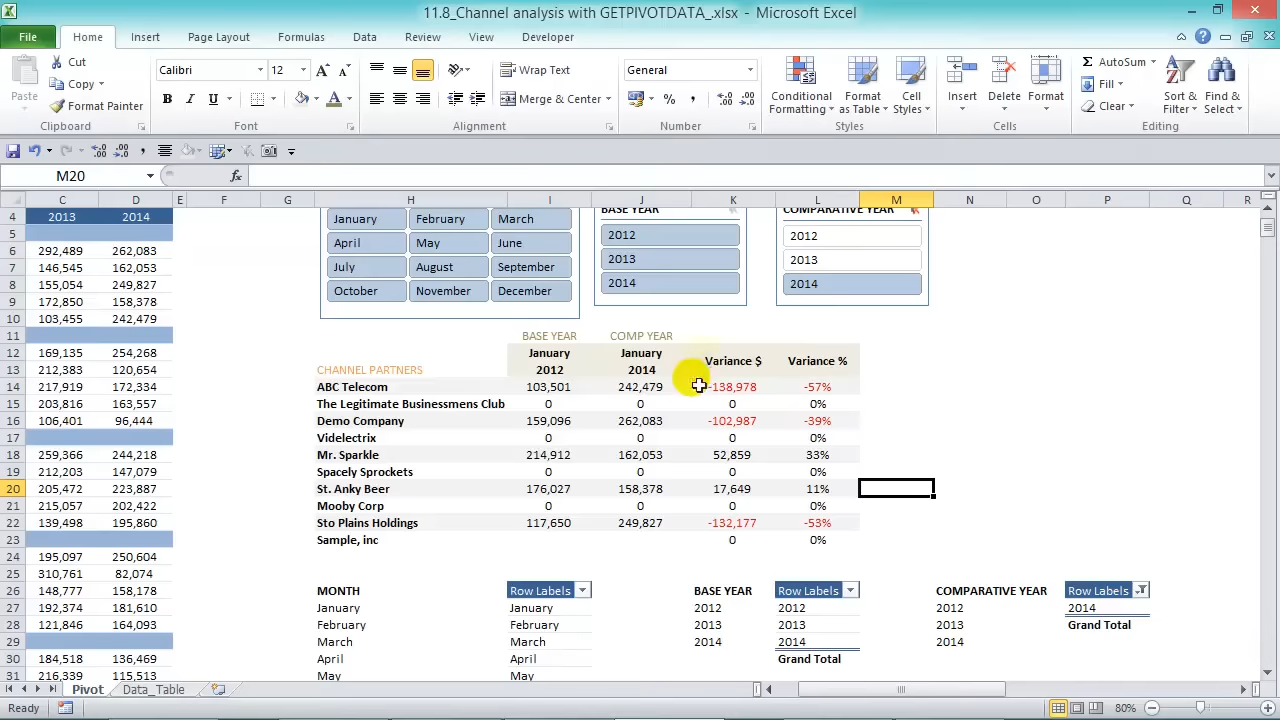 11.8_Channel analysis with GETPIVOTDATA_.xlsx - Microsoft Excel
File Home Insert Page Layout Formulas Data Review View Developer
Paste Cut Copy Format Painter
Calibri 12 B I U
Wrap Text Merge & Center
General % ,
Conditional Formatting Format as Table Cell Styles
Insert Delete Format
Σ AutoSum Fill Clear Sort & Filter Find & Select
Clipboard Font Alignment Number Styles Cells Editing
M20 fx
C D E F G H I J K L M N O P Q R
4 2013 2014 January February March BASE YEAR COMPARATIVE YEAR
5 2012 2012
6 292,489 262,083 April May June
7 146,545 162,053 July August September 2013 2013
8 155,054 249,827 2014 2014
9 172,850 158,378 October November December
10 103,455 242,479
11 BASE YEAR COMP YEAR
12 169,135 254,268 January January Variance $ Variance %
13 212,383 120,654 CHANNEL PARTNERS 2012 2014
14 217,919 172,334 ABC Telecom 103,501 242,479 -138,978 -57%
15 203,816 163,557 The Legitimate Businessmens Club 0 0 0 0%
16 106,401 96,444 Demo Company 159,096 262,083 -102,987 -39%
17 Videlectrix 0 0 0 0%
18 259,366 244,218 Mr. Sparkle 214,912 162,053 52,859 33%
19 212,203 147,079 Spacely Sprockets 0 0 0 0%
20 205,472 223,887 St. Anky Beer 176,027 158,378 17,649 11%
21 215,057 202,422 Mooby Corp 0 0 0 0%
22 139,498 195,860 Sto Plains Holdings 117,650 249,827 -132,177 -53%
23 Sample, inc 0 0%
24 195,097 250,604
25 310,761 82,074
26 148,777 158,178 MONTH Row Labels BASE YEAR Row Labels COMPARATIVE YEAR Row Labels
27 192,374 181,610 January January 2012 2012 2012 2014
28 121,846 164,093 February February 2013 2013 2013 Grand Total
29 March March 2014 2014 2014
30 184,518 136,469 April April Grand Total
31 216,339 115,513 May May
Pivot Data_Table
Ready 80%